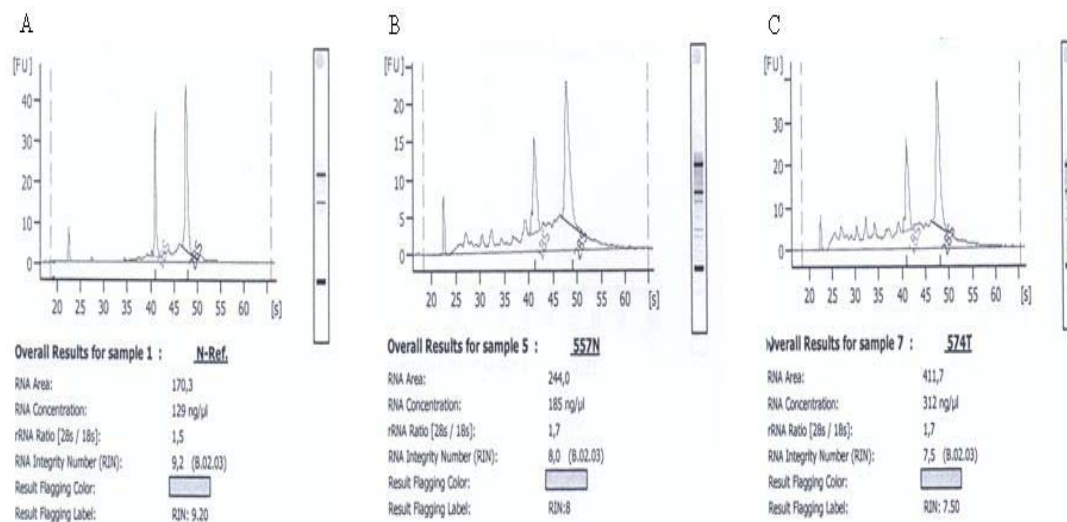 A
[FU]
40
30
20
10
0
20 25 30 35 40 45 50 55 60 [s]
Overall Results for sample 1 : N-Ref.
RNA Area: 170,3
RNA Concentration: 129 ng/µl
rRNA Ratio [28s / 18s]: 1,5
RNA Integrity Number (RIN): 9,2 (B.02.03)
Result Flagging Color:
Result Flagging Label: RIN: 9.20
B
[FU]
20
15
10
5
0
20 25 30 35 40 45 50 55 60 [s]
Overall Results for sample 5 : 557N
RNA Area: 244,0
RNA Concentration: 185 ng/µl
rRNA Ratio [28s / 18s]: 1,7
RNA Integrity Number (RIN): 8,0 (B.02.03)
Result Flagging Color:
Result Flagging Label: RIN:8
C
[FU]
30
20
10
0
20 25 30 35 40 45 50 55 60 [s]
verall Results for sample 7 : 574T
RNA Area: 411,7
RNA Concentration: 312 ng/µl
rRNA Ratio [28s / 18s]: 1,7
RNA Integrity Number (RIN): 7,5 (B.02.03)
Result Flagging Color:
Result Flagging Label: RIN: 7.50